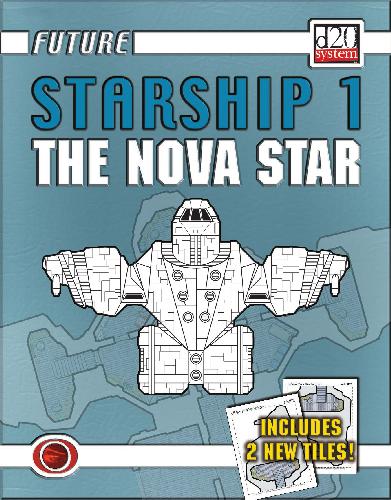 FUTURE
d20
system
STARSHIP 1
THE NOVA STAR
INCLUDES
2 NEW TILES!